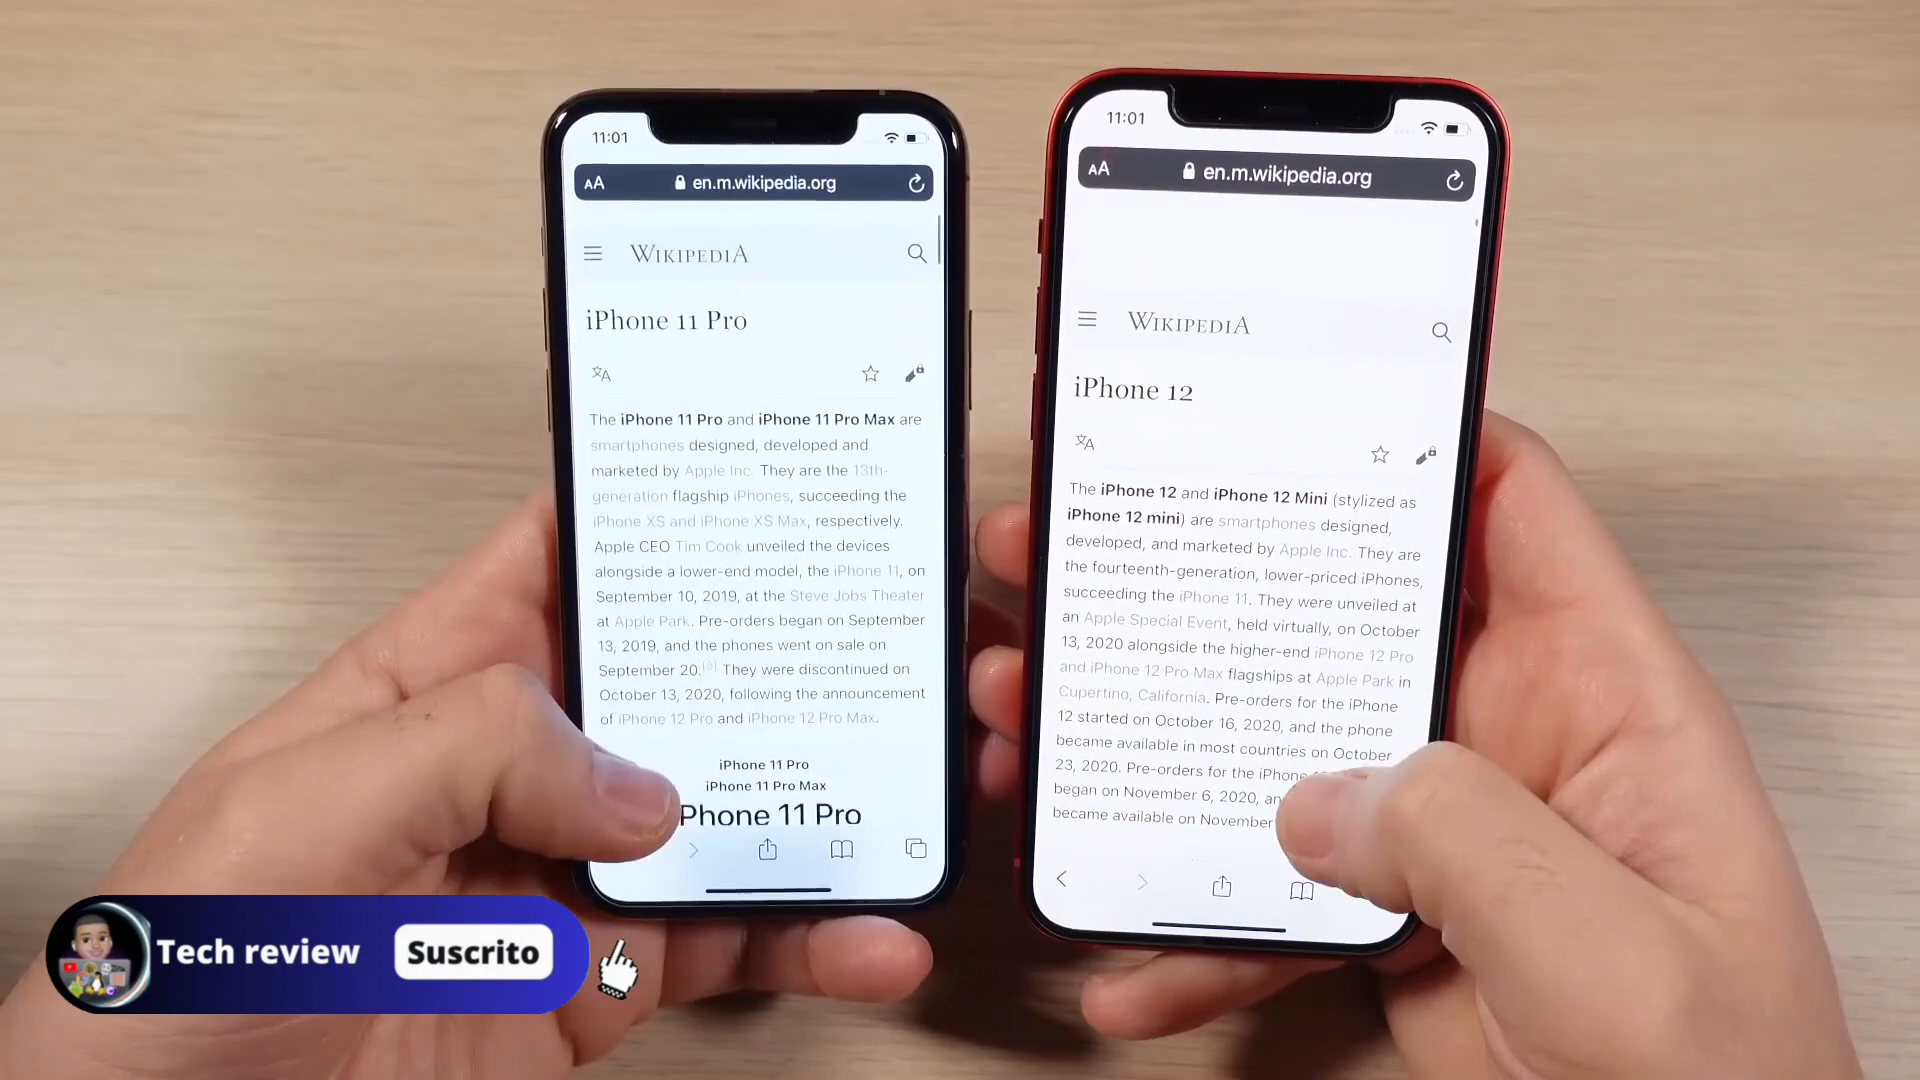 11:01
AA en.m.wikipedia.org
WIKIPEDIA
iPhone 11 Pro
The iPhone 11 Pro and iPhone 11 Pro Max are
smartphones designed, developed and
marketed by Apple Inc. They are the 13th-
generation flagship iPhones, succeeding the
iPhone XS and iPhone XS Max, respectively.
Apple CEO Tim Cook unveiled the devices
alongside a lower-end model, the iPhone 11, on
September 10, 2019, at the Steve Jobs Theater
at Apple Park. Pre-orders began on September
13, 2019, and the phones went on sale on
September 20. They were discontinued on
October 13, 2020, following the announcement
of iPhone 12 Pro and iPhone 12 Pro Max.
iPhone 11 Pro
iPhone 11 Pro Max
Phone 11 Pro
11:01
AA en.m.wikipedia.org
WIKIPEDIA
iPhone 12
The iPhone 12 and iPhone 12 Mini (stylized as
iPhone 12 mini) are smartphones designed,
developed, and marketed by Apple Inc. They are
the fourteenth-generation, lower-priced iPhones,
succeeding the iPhone 11. They were unveiled at
an Apple Special Event, held virtually, on October
13, 2020 alongside the higher-end iPhone 12 Pro
and iPhone 12 Pro Max flagships at Apple Park in
Cupertino, California. Pre-orders for the iPhone
12 started on October 16, 2020, and the phone
became available in most countries on October
23, 2020. Pre-orders for the iPhone
began on November 6, 2020, an
became available on November
Tech review Suscrito